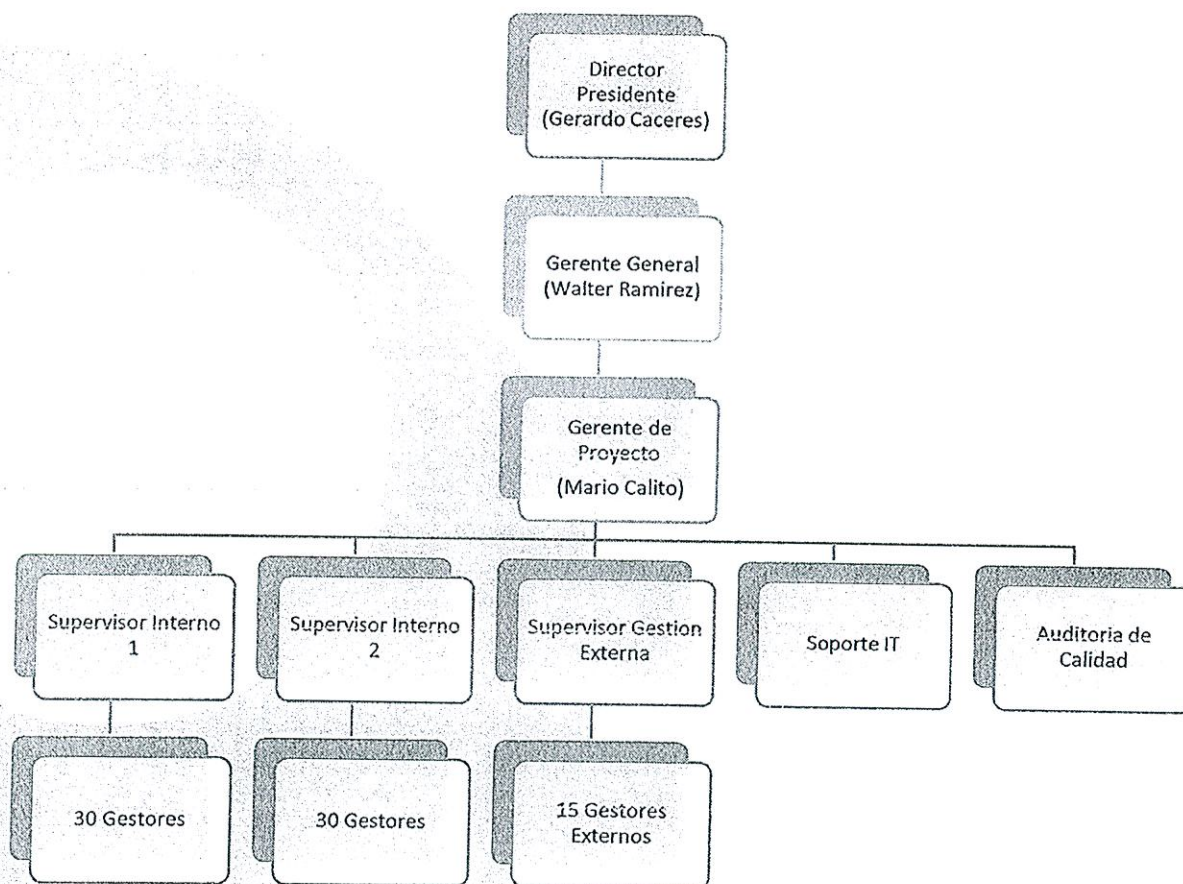 Director
Presidente
(Gerardo Caceres)
Gerente General
(Walter Ramirez)
Gerente de
Proyecto
(Mario Calito)
Supervisor Interno
1
Supervisor Interno
2
Supervisor Gestion
Externa
Soporte IT
Auditoria de
Calidad
30 Gestores
30 Gestores
15 Gestores
Externos